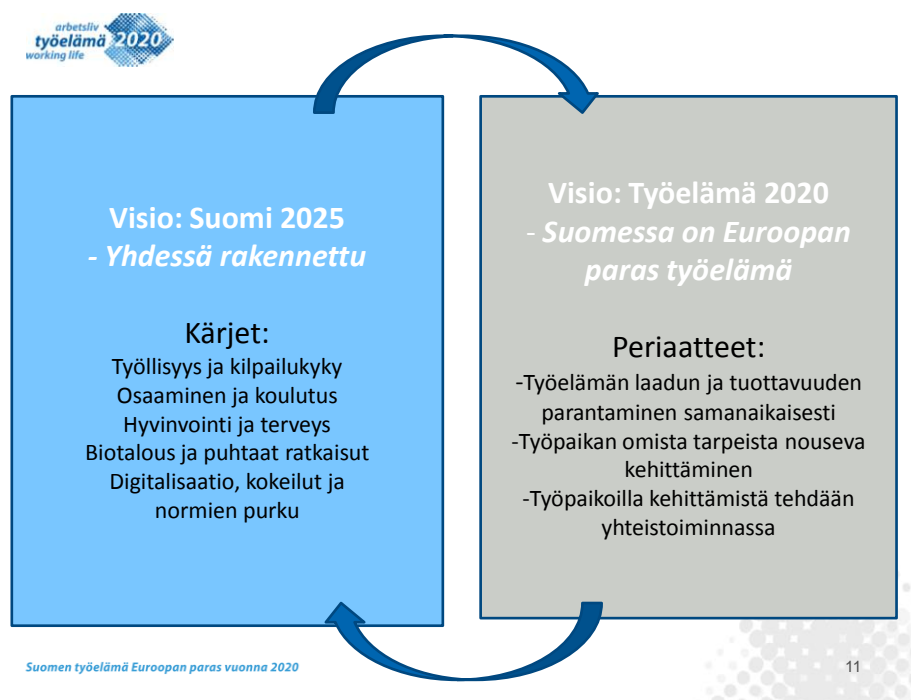 arbetsliv
työelämä 2020
working life
Visio: Suomi 2025
- Yhdessä rakennettu
Kärjet:
Työllisyys ja kilpailukyky
Osaaminen ja koulutus
Hyvinvointi ja terveys
Biotalous ja puhtaat ratkaisut
Digitalisaatio, kokeilut ja
normien purku
Visio: Työelämä 2020
- Suomessa on Euroopan
paras työelämä
Periaatteet:
-Työelämän laadun ja tuottavuuden
parantaminen samanaikaisesti
-Työpaikan omista tarpeista nouseva
kehittäminen
-Työpaikoilla kehittämistä tehdään
yhteistoiminnassa
Suomen työelämä Euroopan paras vuonna 2020
11